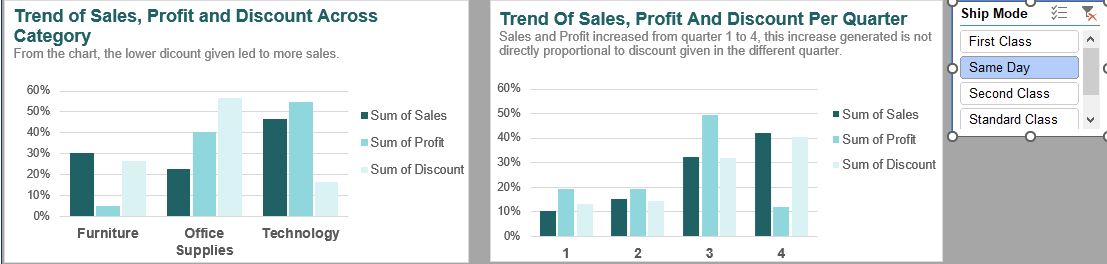 Trend of Sales, Profit and Discount Across
Category
From the chart, the lower dicount given led to more sales.
60%
50%
40%
30%
20%
10%
0%
Furniture
Office
Supplies
Technology
Sum of Sales
Sum of Profit
Sum of Discount
Trend Of Sales, Profit And Discount Per Quarter
Sales and Profit increased from quarter 1 to 4, this increase generated is not
directly proportional to discount given in the different quarter.
60%
50%
40%
30%
20%
10%
0%
1
2
3
4
Sum of Sales
Sum of Profit
Sum of Discount
Ship Mode
First Class
Same Day
Second Class
Standard Class